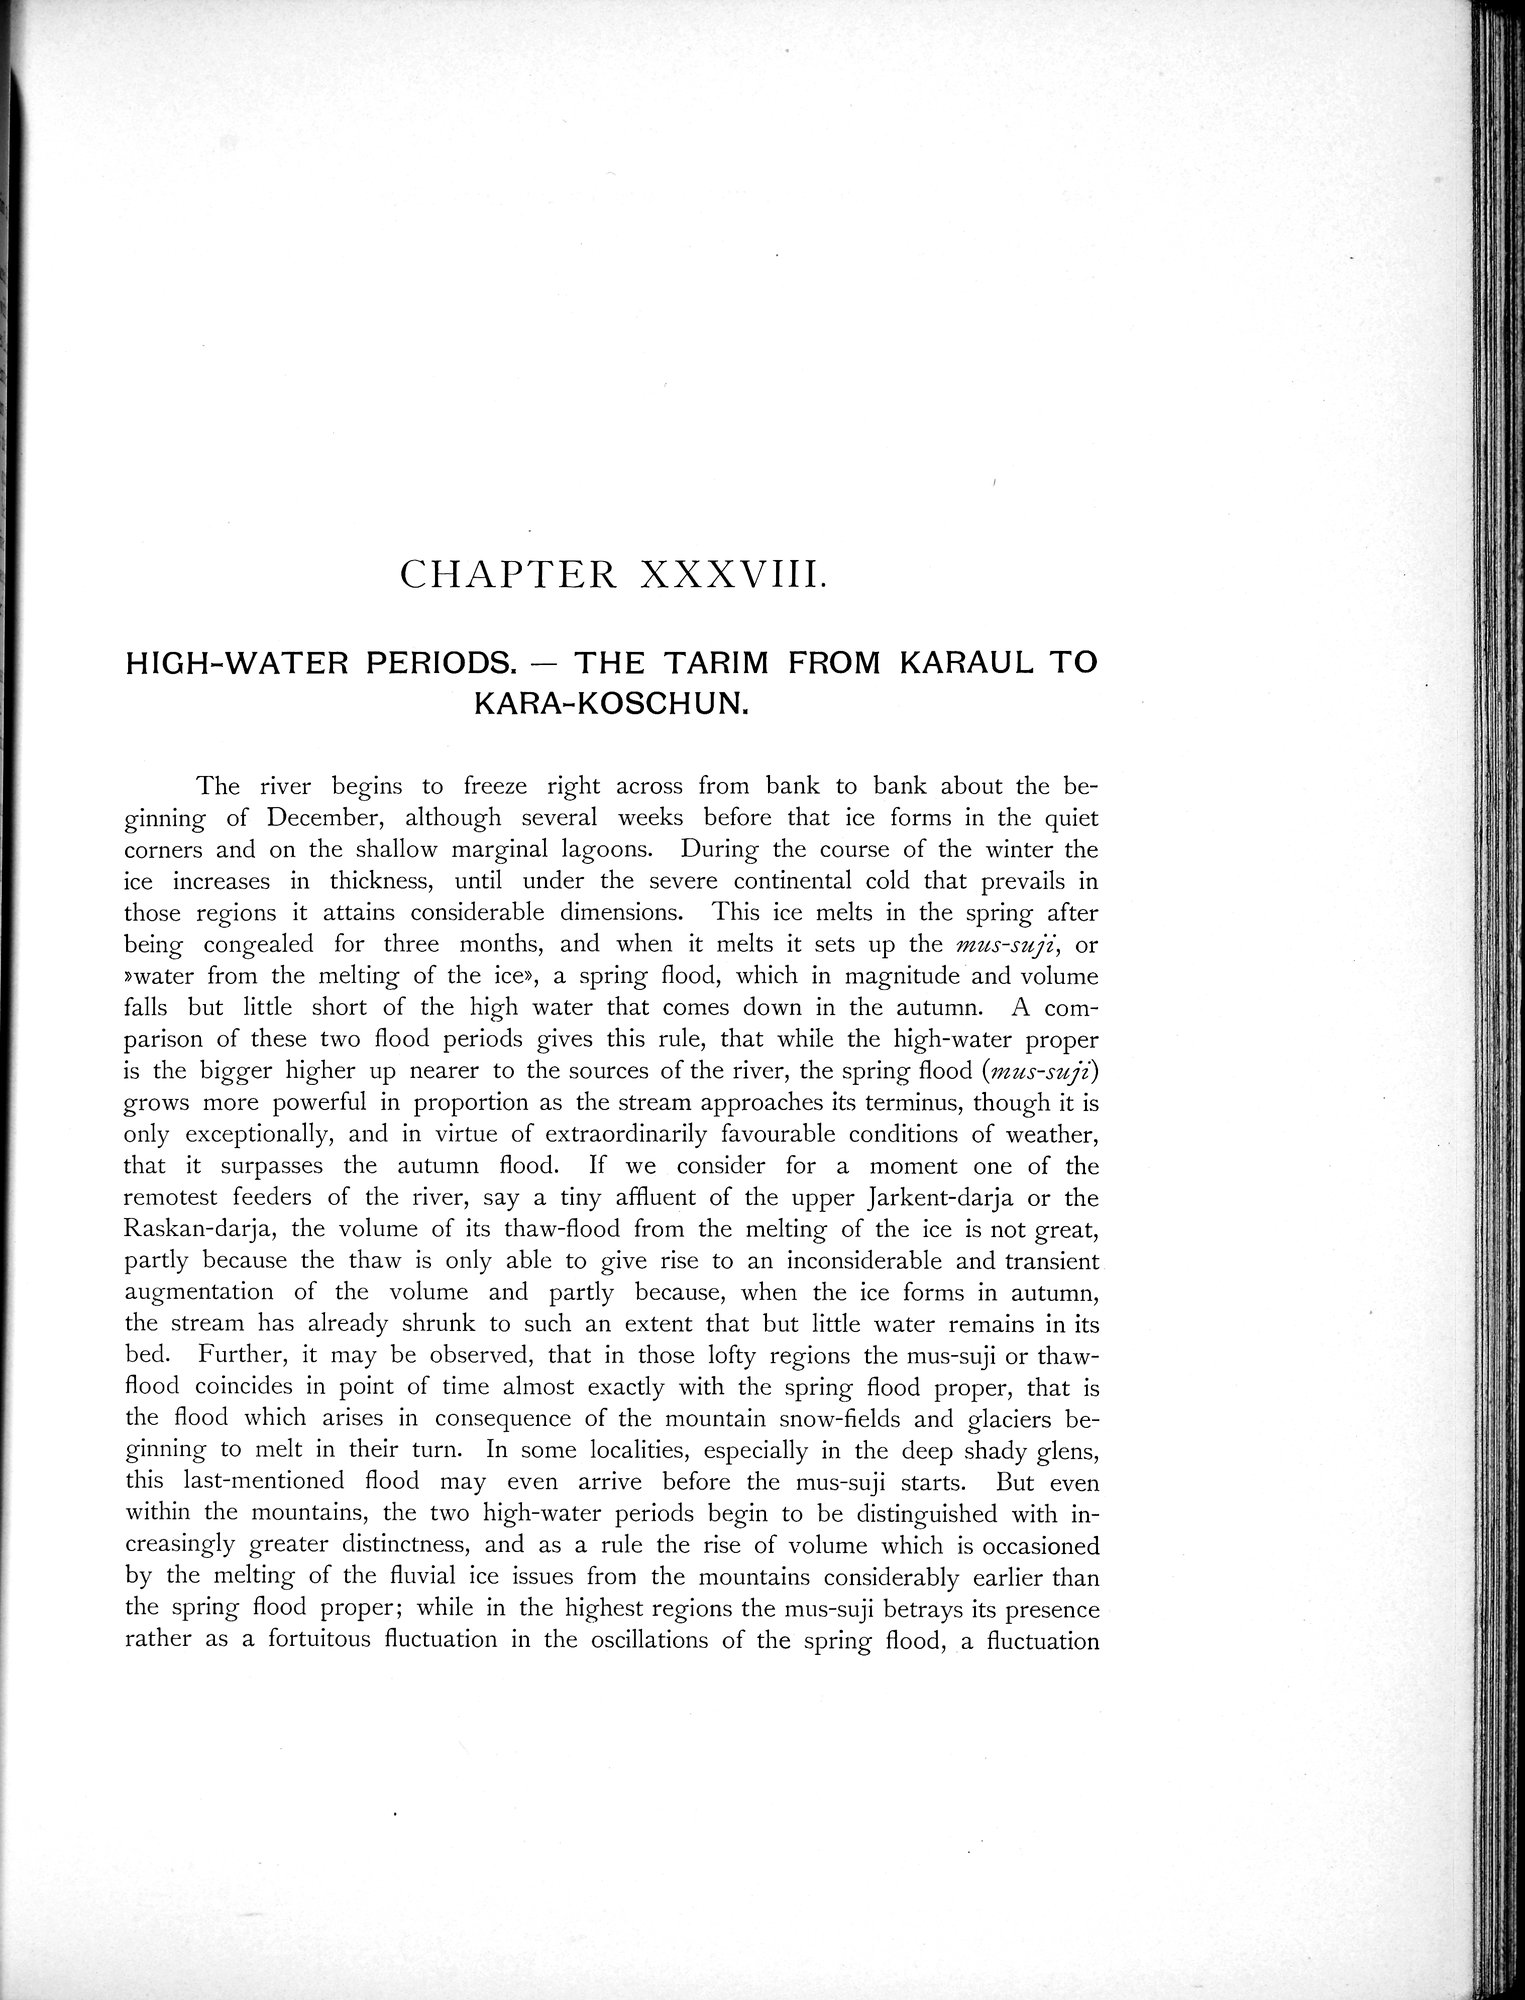 CHAPTER XXXVIII.
HIGH-WATER PERIODS. — THE TARIM FROM KARAUL TO
KARA-KOSCHUN.
The river begins to freeze right across from bank to bank about the be-
ginning of December, although several weeks before that ice forms in the quiet
corners and on the shallow marginal lagoons. During the course of the winter the
ice increases in thickness, until under the severe continental cold that prevails in
those regions it attains considerable dimensions. This ice melts in the spring after
being congealed for three months, and when it melts it sets up the mus-suji, or
»water from the melting of the ice», a spring flood, which in magnitude and volume
falls but little short of the high water that comes down in the autumn. A com-
parison of these two flood periods gives this rule, that while the high-water proper
is the bigger higher up nearer to the sources of the river, the spring flood (mus-suji)
grows more powerful in proportion as the stream approaches its terminus, though it is
only exceptionally, and in virtue of extraordinarily favourable conditions of weather,
that it surpasses the autumn flood. If we consider for a moment one of the
remotest feeders of the river, say a tiny affluent of the upper Jarkent-darja or the
Raskan-darja, the volume of its thaw-flood from the melting of the ice is not great,
partly because the thaw is only able to give rise to an inconsiderable and transient
augmentation of the volume and partly because, when the ice forms in autumn,
the stream has already shrunk to such an extent that but little water remains in its
bed. Further, it may be observed, that in those lofty regions the mus-suji or thaw-
flood coincides in point of time almost exactly with the spring flood proper, that is
the flood which arises in consequence of the mountain snow-fields and glaciers be-
ginning to melt in their turn. In some localities, especially in the deep shady glens,
this last-mentioned flood may even arrive before the mus-suji starts. But even
within the mountains, the two high-water periods begin to be distinguished with in-
creasingly greater distinctness, and as a rule the rise of volume which is occasioned
by the melting of the fluvial ice issues from the mountains considerably earlier than
the spring flood proper; while in the highest regions the mus-suji betrays its presence
rather as a fortuitous fluctuation in the oscillations of the spring flood, a fluctuation